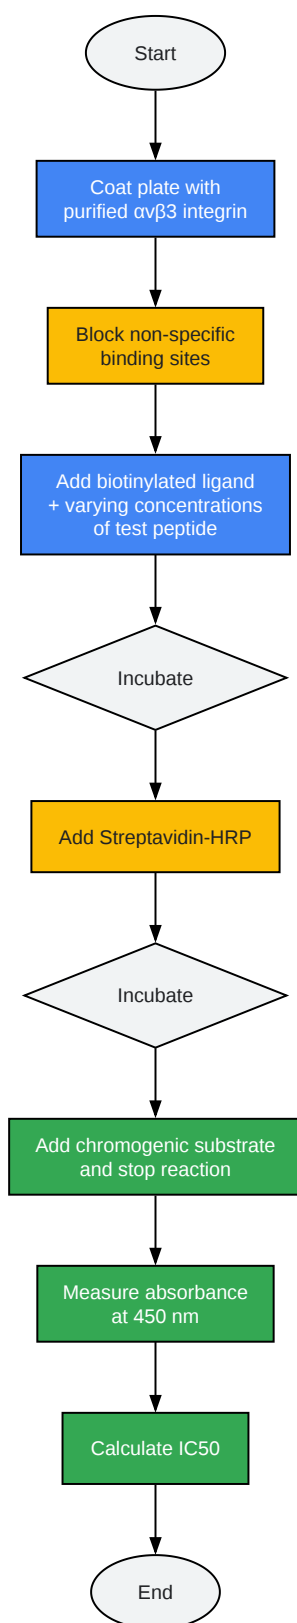 Start
Coat plate with
purified αvβ3 integrin
Block non-specific
binding sites
Add biotinylated ligand
+ varying concentrations
of test peptide
Incubate
Add Streptavidin-HRP
Incubate
Add chromogenic substrate
and stop reaction
Measure absorbance
at 450 nm
Calculate IC50
End